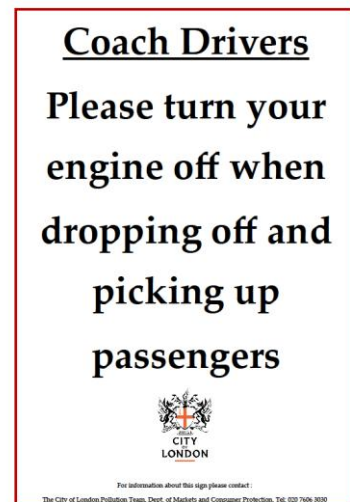 Coach Drivers
Please turn your
engine off when
dropping off and
picking up
passengers
CITY
OF
LONDON
For information about this sign please contact :
The City of London Pollution Team, Dept. of Markets and Consumer Protection, Tel: 020 7606 3030